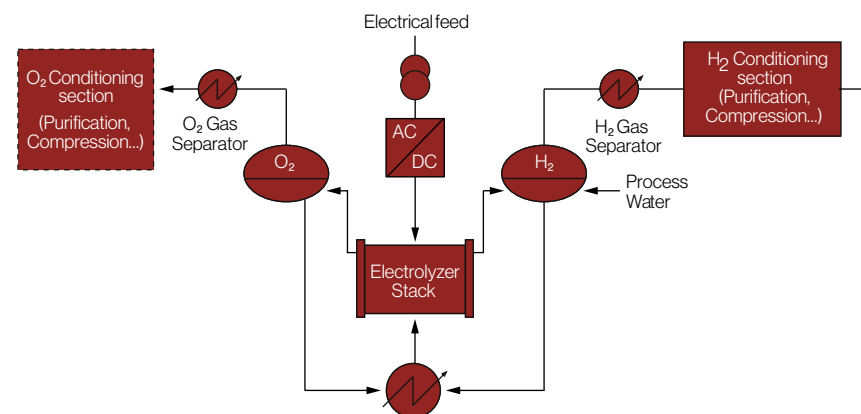 Electrical feed
O₂ Conditioning
section
(Purification,
Compression...)
O₂ Gas
Separator
AC
DC
H₂ Gas
Separator
H₂ Conditioning
section
(Purification,
Compression...)
O₂
H₂
Process
Water
Electrolyzer
Stack